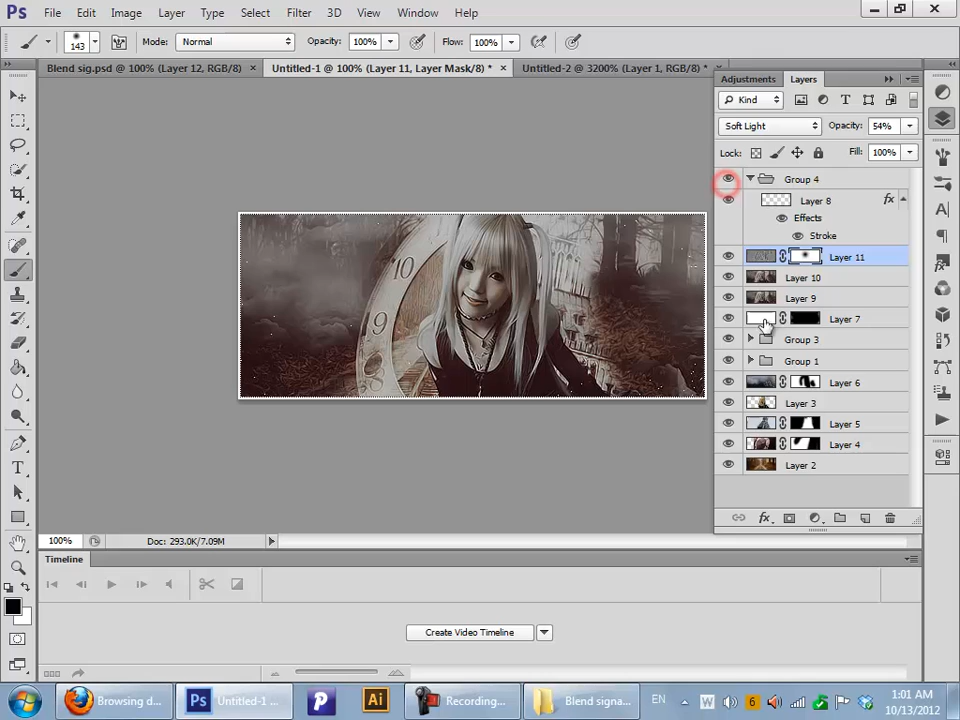 Ps File Edit Image Layer Type Select Filter 3D View Window Help
143 Mode: Normal Opacity: 100% Flow: 100%
Blend sig.psd @ 100% (Layer 12, RGB/8) × Untitled-1 @ 100% (Layer 11, Layer Mask/8) * × Untitled-2 @ 3200% (Layer 1, RGB/8) *
Adjustments Layers
Kind
Soft Light Opacity: 54%
Lock: Fill: 100%
Group 4
Layer 8 fx
Effects
Stroke
Layer 11
Layer 10
Layer 9
Layer 7
Group 3
Group 1
Layer 6
Layer 3
Layer 5
Layer 4
Layer 2
10
9
8
100% Doc: 293.0K/7.09M
Timeline
Create Video Timeline
Browsing d... Ps Untitled-1 ... P Ai Recording... Blend signa... EN W 6 1:01 AM
10/13/2012